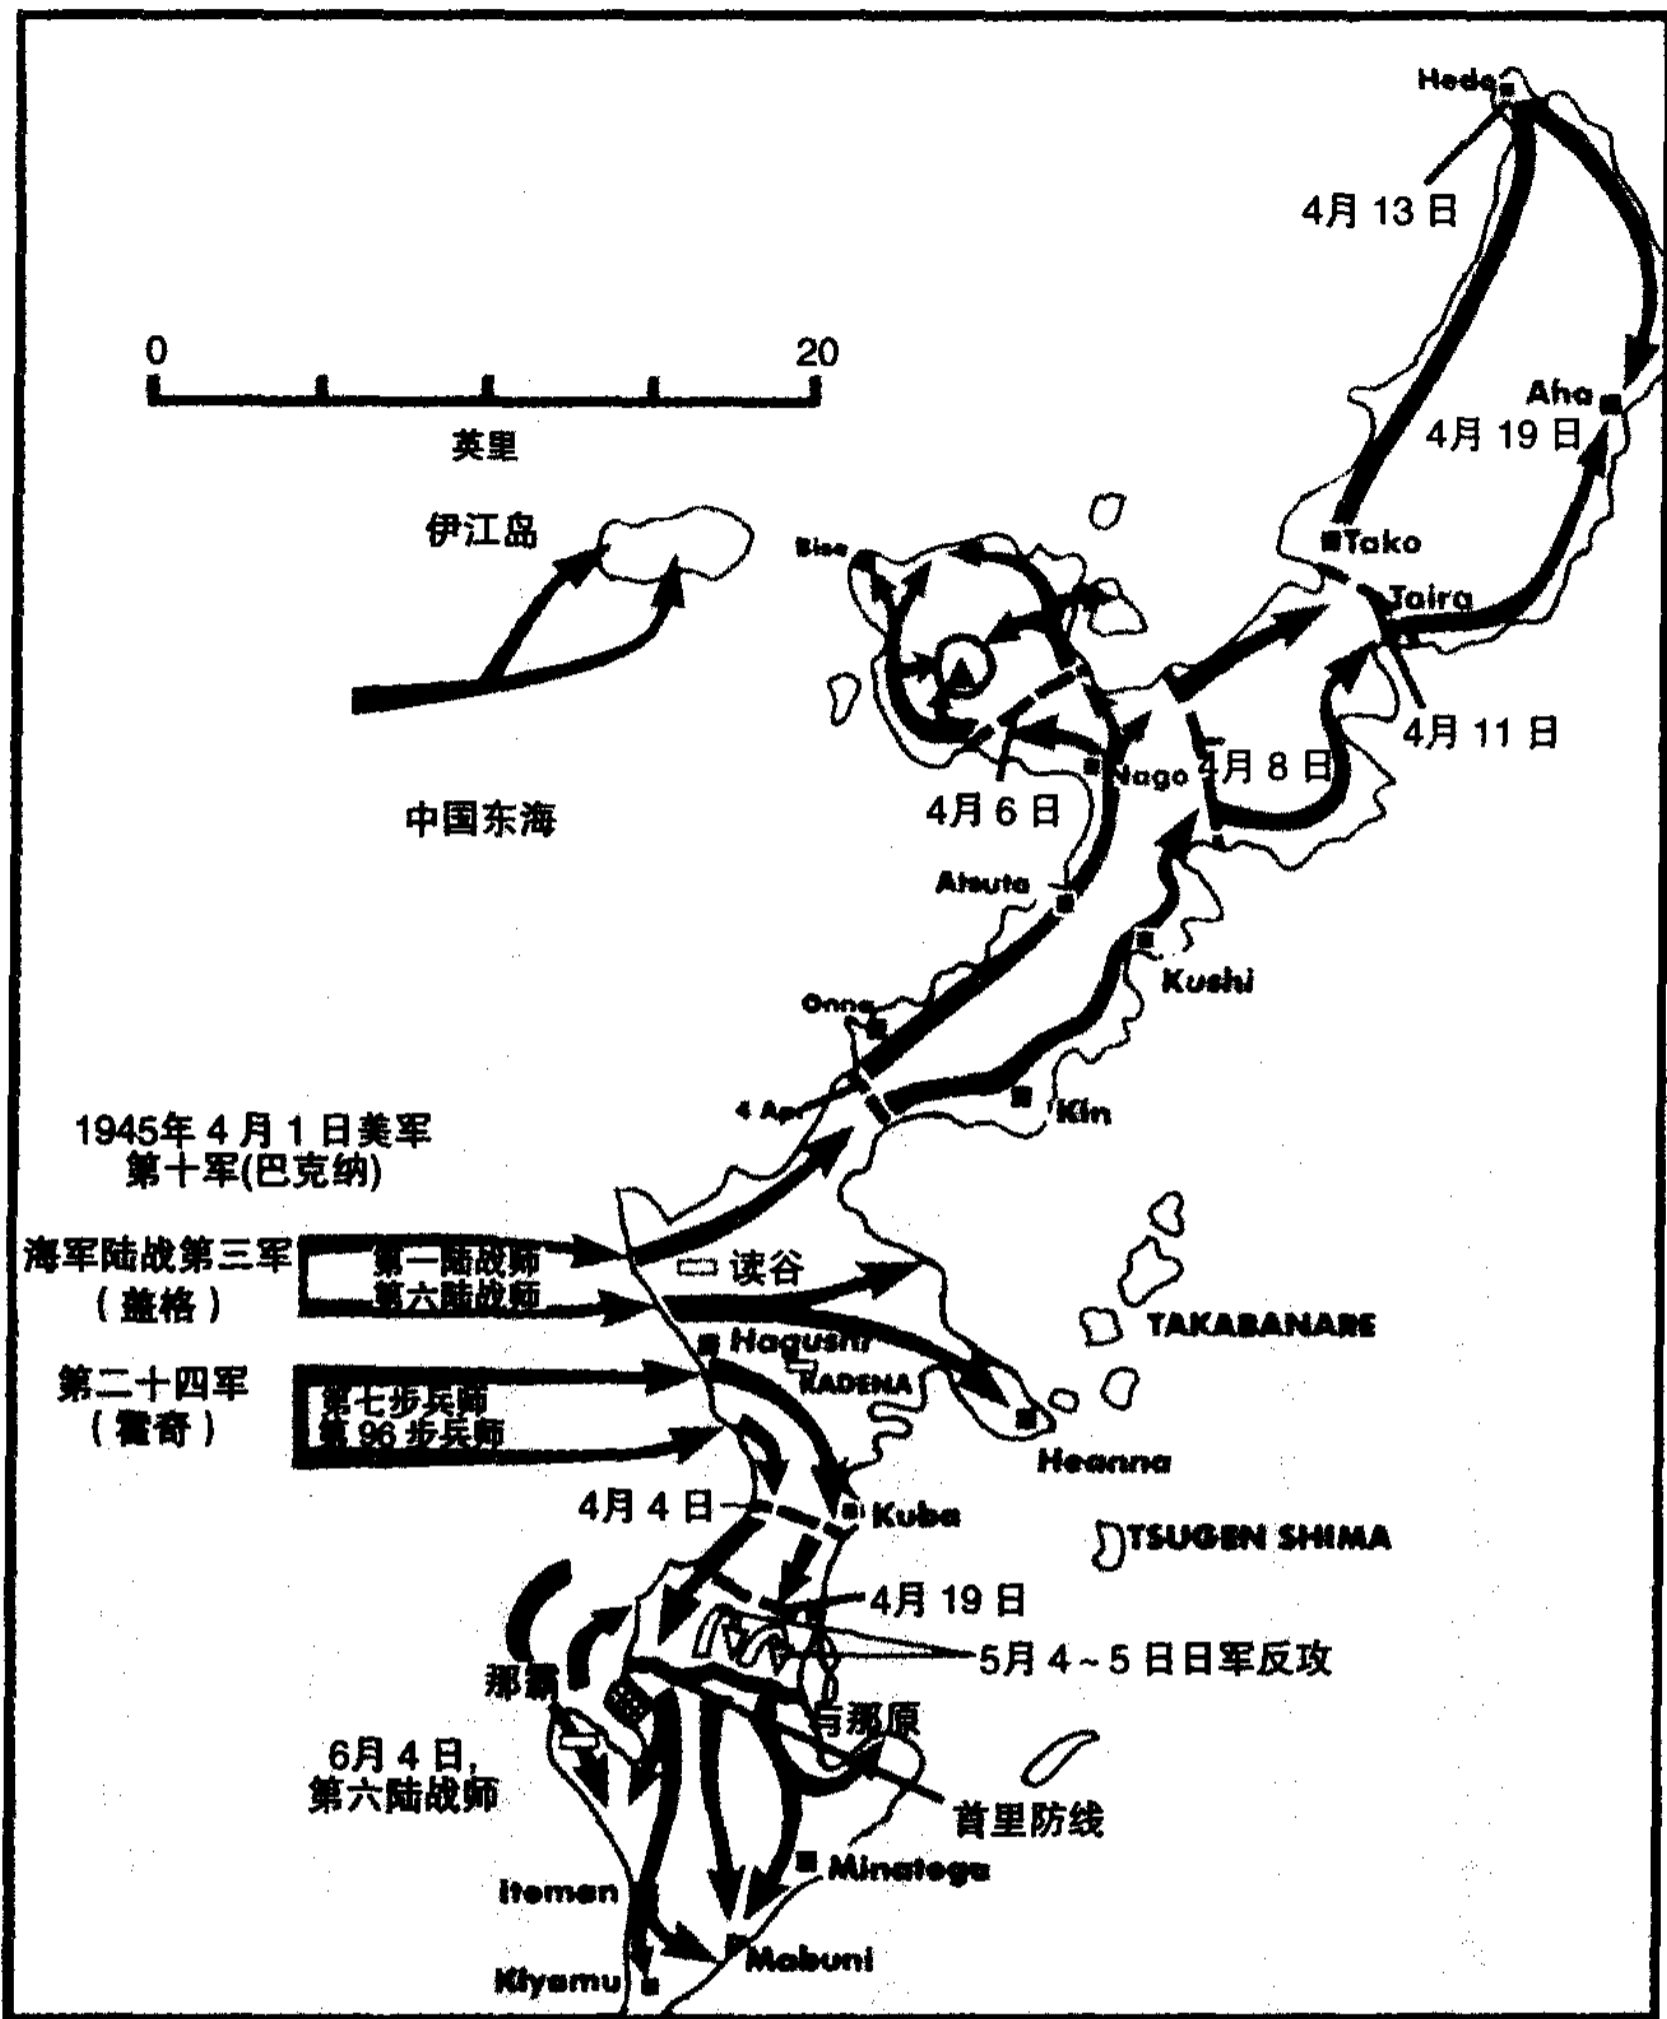 Hedo
4月 13 日
0
20
英里
Aha
4月 19 日
伊江岛
Bise
Tako
Taira
4月 11 日
Nago
4月 8 日
4月 6 日
中国东海
Atsuta
Kushi
Onna
4 Apr
Kin
1945年 4 月 1 日美军
第十军(巴克纳)
海军陆战第三军
(盖格)
第一陆战师
第六陆战师
读谷
TAKABANARE
Hagushi
KADENA
第二十四军
(霍奇)
第七步兵师
第 96 步兵师
Heanna
4月 4 日
Kuba
TSUGEN SHIMA
4月 19 日
5月 4~5 日日军反攻
那霸
与那原
6月 4 日,
第六陆战师
首里防线
Minatoga
Itoman
Mabuni
Kiyamu